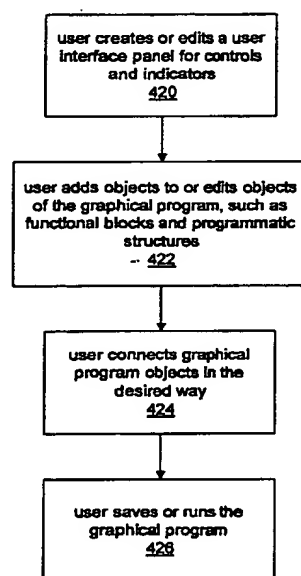 user creates or edits a user
interface panel for controls
and indicators
420
user adds objects to or edits objects
of the graphical program, such as
functional blocks and programmatic
structures
422
user connects graphical
program objects in the
desired way
424
user saves or runs the
graphical program
426